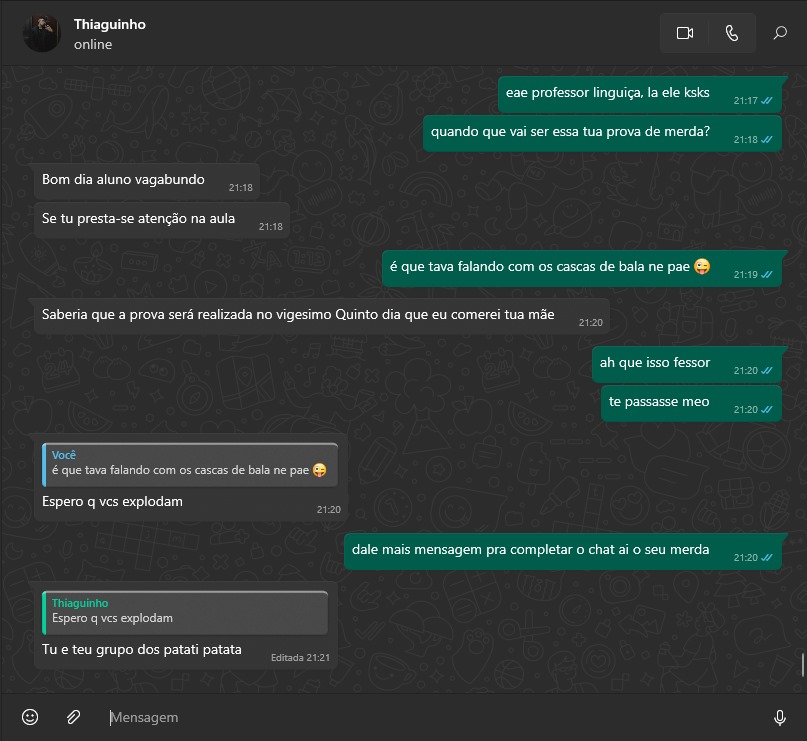 Thiaguinho
online
eae professor linguiça, la ele ksks
21:17
quando que vai ser essa tua prova de merda?
21:18
Bom dia aluno vagabundo
21:18
Se tu presta-se atenção na aula
21:18
é que tava falando com os cascas de bala ne pae 😜
21:19
Saberia que a prova será realizada no vigesimo Quinto dia que eu comerei tua mãe
21:20
ah que isso fessor
21:20
te passasse meo
21:20
Você
é que tava falando com os cascas de bala ne pae 😜
Espero q vcs explodam
21:20
dale mais mensagem pra completar o chat ai o seu merda
21:20
Thiaguinho
Espero q vcs explodam
Tu e teu grupo dos patati patata
Editada 21:21
Mensagem